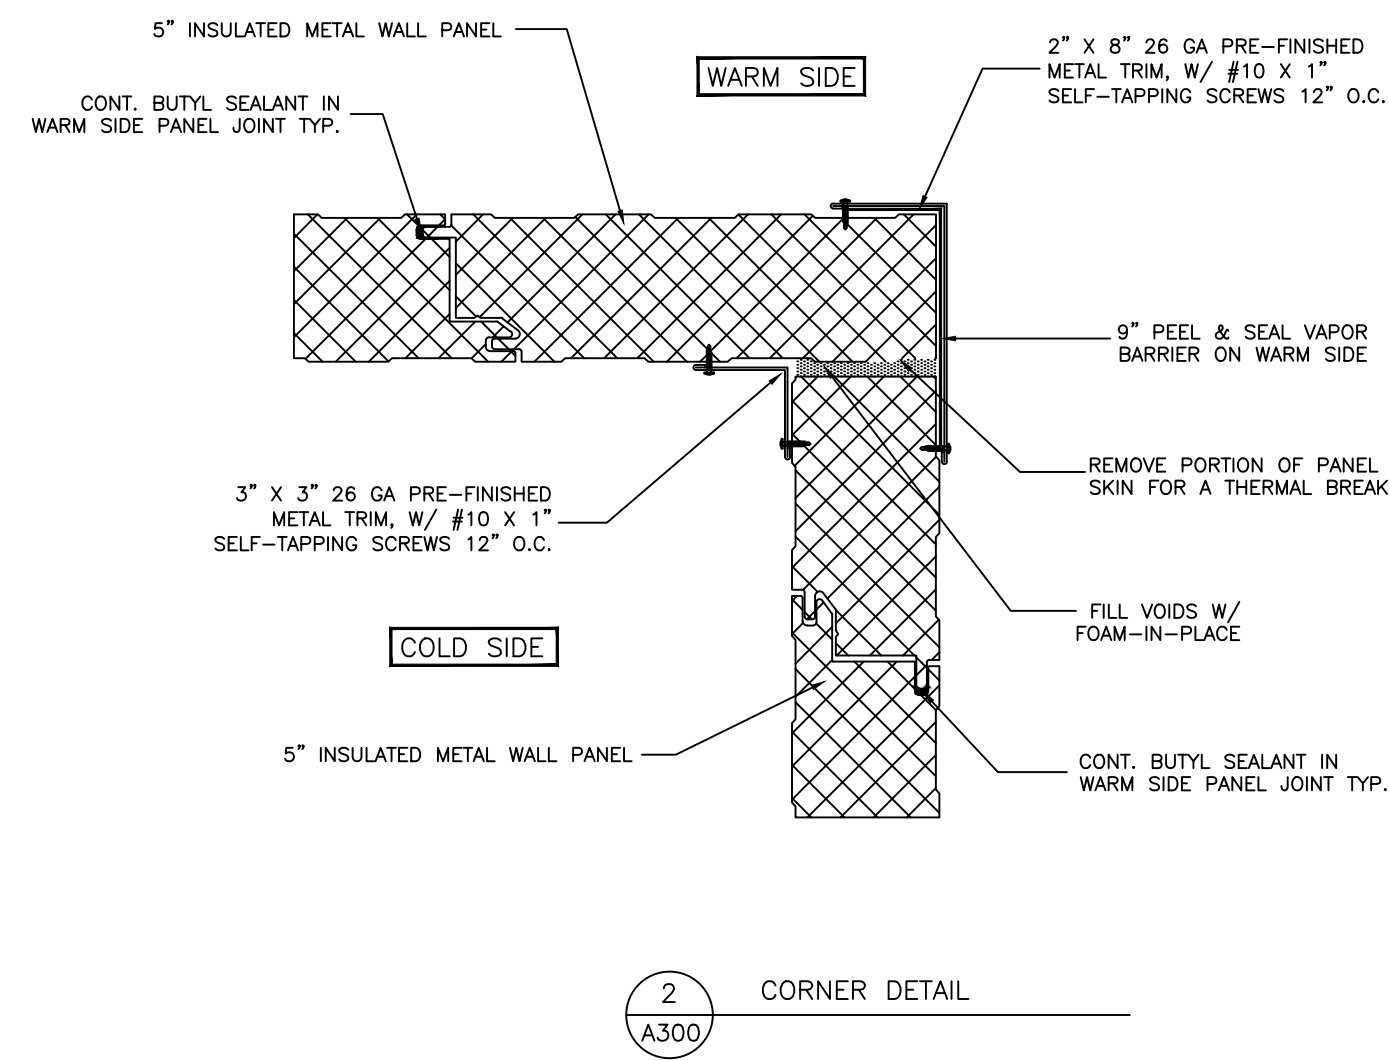 5” INSULATED METAL WALL PANEL
WARM SIDE
2” X 8” 26 GA PRE–FINISHED
METAL TRIM, W/ #10 X 1”
SELF–TAPPING SCREWS 12” O.C.
CONT. BUTYL SEALANT IN
WARM SIDE PANEL JOINT TYP.
9” PEEL & SEAL VAPOR
BARRIER ON WARM SIDE
REMOVE PORTION OF PANEL
SKIN FOR A THERMAL BREAK
3” X 3” 26 GA PRE–FINISHED
METAL TRIM, W/ #10 X 1”
SELF–TAPPING SCREWS 12” O.C.
FILL VOIDS W/
FOAM–IN–PLACE
COLD SIDE
5” INSULATED METAL WALL PANEL
CONT. BUTYL SEALANT IN
WARM SIDE PANEL JOINT TYP.
2
CORNER DETAIL
A300